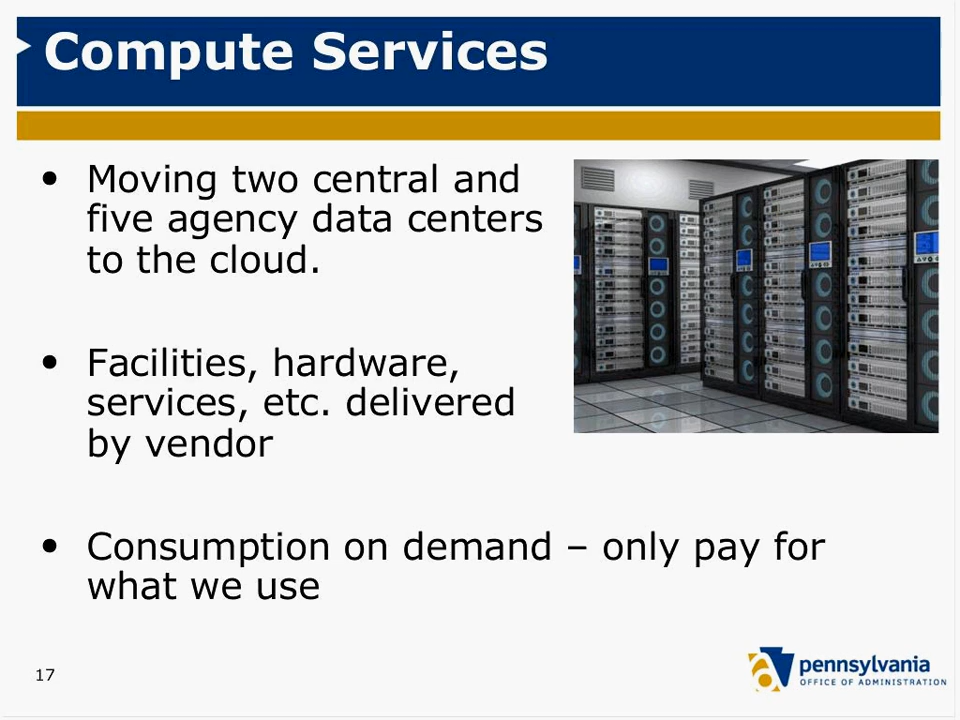 Compute Services
• Moving two central and
five agency data centers
to the cloud.
• Facilities, hardware,
services, etc. delivered
by vendor
• Consumption on demand – only pay for
what we use
17
pennsylvania
OFFICE OF ADMINISTRATION